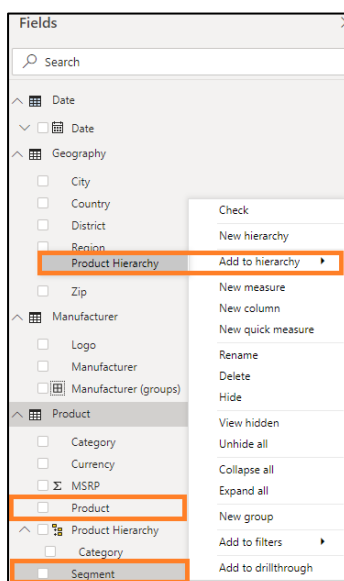 Fields
Search
Date
Date
Geography
City
Country
District
Region
Product Hierarchy
Zip
Manufacturer
Logo
Manufacturer
Manufacturer (groups)
Product
Category
Currency
Σ MSRP
Product
Product Hierarchy
Category
Segment
Check
New hierarchy
Add to hierarchy
New measure
New column
New quick measure
Rename
Delete
Hide
View hidden
Unhide all
Collapse all
Expand all
New group
Add to filters
Add to drillthrough